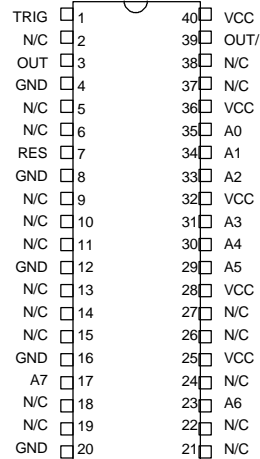 TRIG 1 40 VCC
N/C 2 39 OUT/
OUT 3 38 N/C
GND 4 37 N/C
N/C 5 36 VCC
N/C 6 35 A0
RES 7 34 A1
GND 8 33 A2
N/C 9 32 VCC
N/C 10 31 A3
N/C 11 30 A4
GND 12 29 A5
N/C 13 28 VCC
N/C 14 27 N/C
N/C 15 26 N/C
GND 16 25 VCC
A7 17 24 N/C
N/C 18 23 A6
N/C 19 22 N/C
GND 20 21 N/C